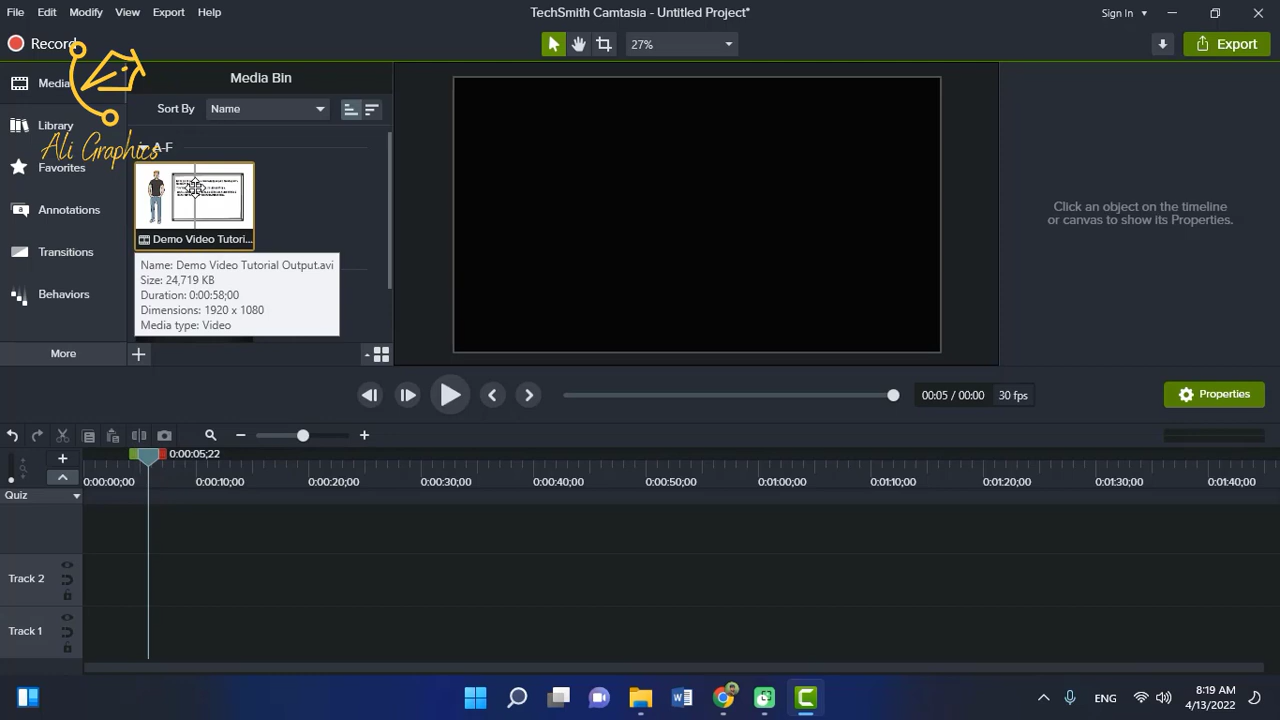 File Edit Modify View Export Help
TechSmith Camtasia - Untitled Project*
Sign In
Record
27%
Export
Media
Library
Favorites
Annotations
Transitions
Behaviors
More
Ali Graphics
Media Bin
Sort By Name
A-F
Demo Video Tutori...
Name: Demo Video Tutorial Output.avi
Size: 24,719 KB
Duration: 0:00:58;00
Dimensions: 1920 x 1080
Media type: Video
Click an object on the timeline
or canvas to show its Properties.
00:05 / 00:00 30 fps
Properties
0:00:05;22
0:00:00;00 0:00:10;00 0:00:20;00 0:00:30;00 0:00:40;00 0:00:50;00 0:01:00;00 0:01:10;00 0:01:20;00 0:01:30;00 0:01:40;00
Quiz
Track 2
Track 1
ENG
8:19 AM
4/13/2022